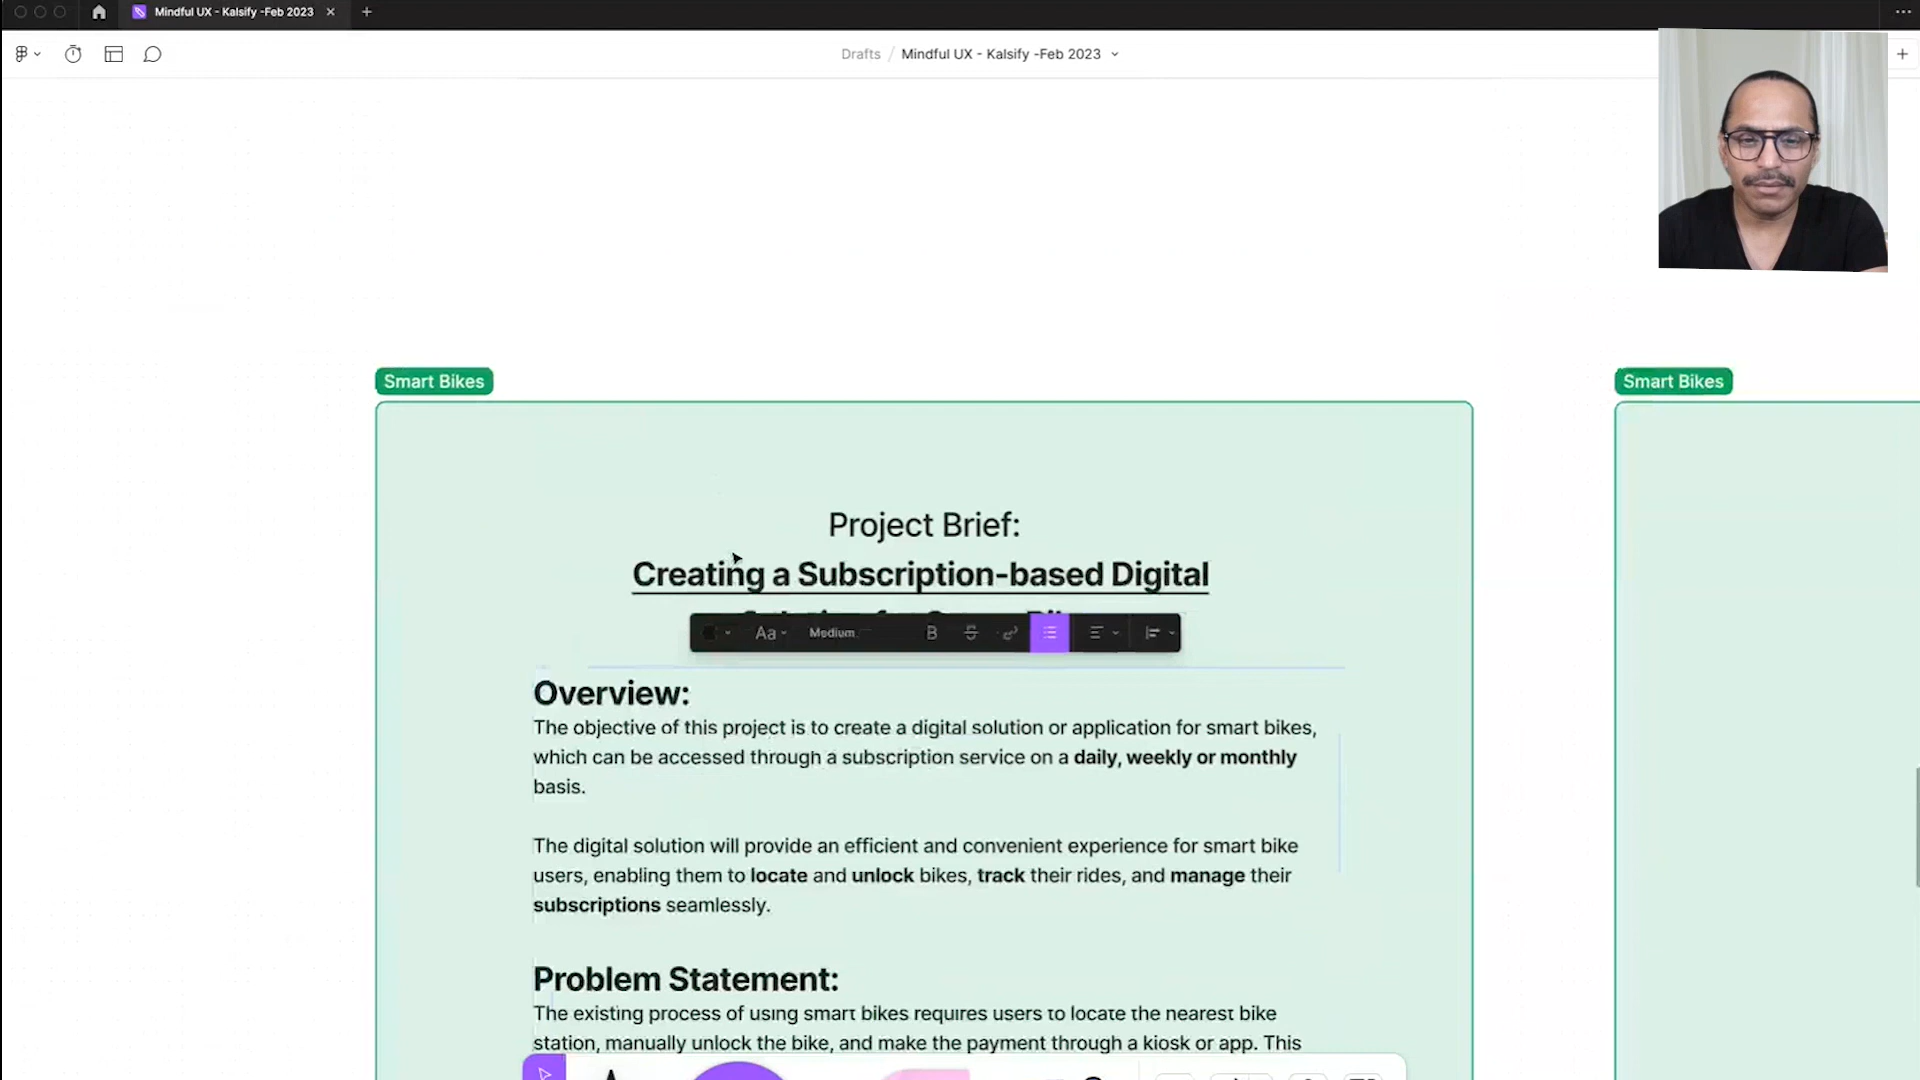 Mindful UX - Kalsify -Feb 2023
Drafts / Mindful UX - Kalsify -Feb 2023
Smart Bikes
Smart Bikes
Project Brief:
Creating a Subscription-based Digital
Aa Medium B S
Overview:
The objective of this project is to create a digital solution or application for smart bikes,
which can be accessed through a subscription service on a daily, weekly or monthly
basis.
The digital solution will provide an efficient and convenient experience for smart bike
users, enabling them to locate and unlock bikes, track their rides, and manage their
subscriptions seamlessly.
Problem Statement:
The existing process of using smart bikes requires users to locate the nearest bike
station, manually unlock the bike, and make the payment through a kiosk or app. This